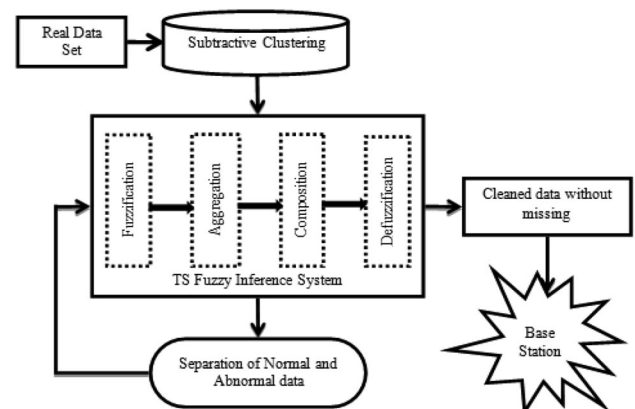 Real Data
Set
Subtractive Clustering
Fuzzification
Aggregation
Composition
Defuzzification
TS Fuzzy Inference System
Cleaned data without
missing
Separation of Normal and
Abnormal data
Base
Station